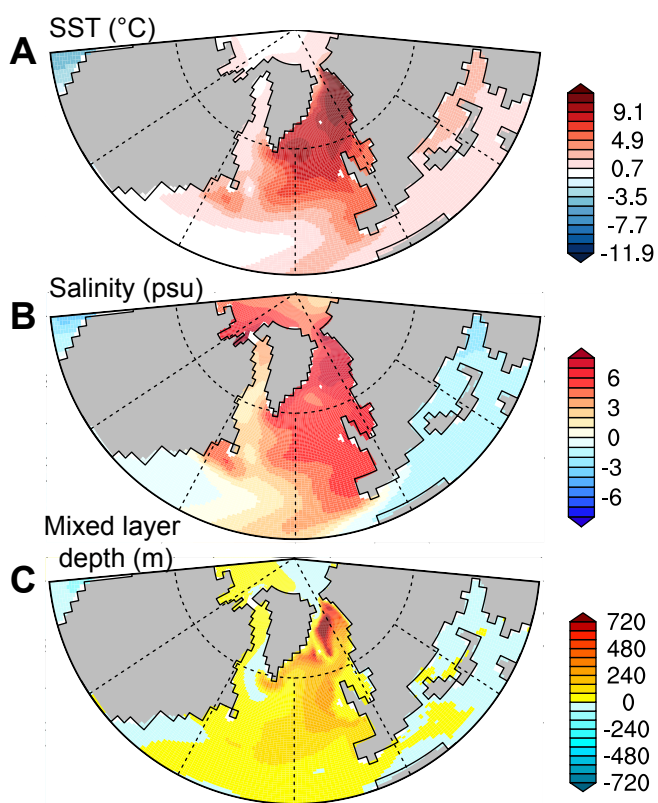 SST (°C)
A
9.1
4.9
0.7
-3.5
-7.7
-11.9
Salinity (psu)
B
6
3
0
-3
-6
Mixed layer
depth (m)
C
720
480
240
0
-240
-480
-720